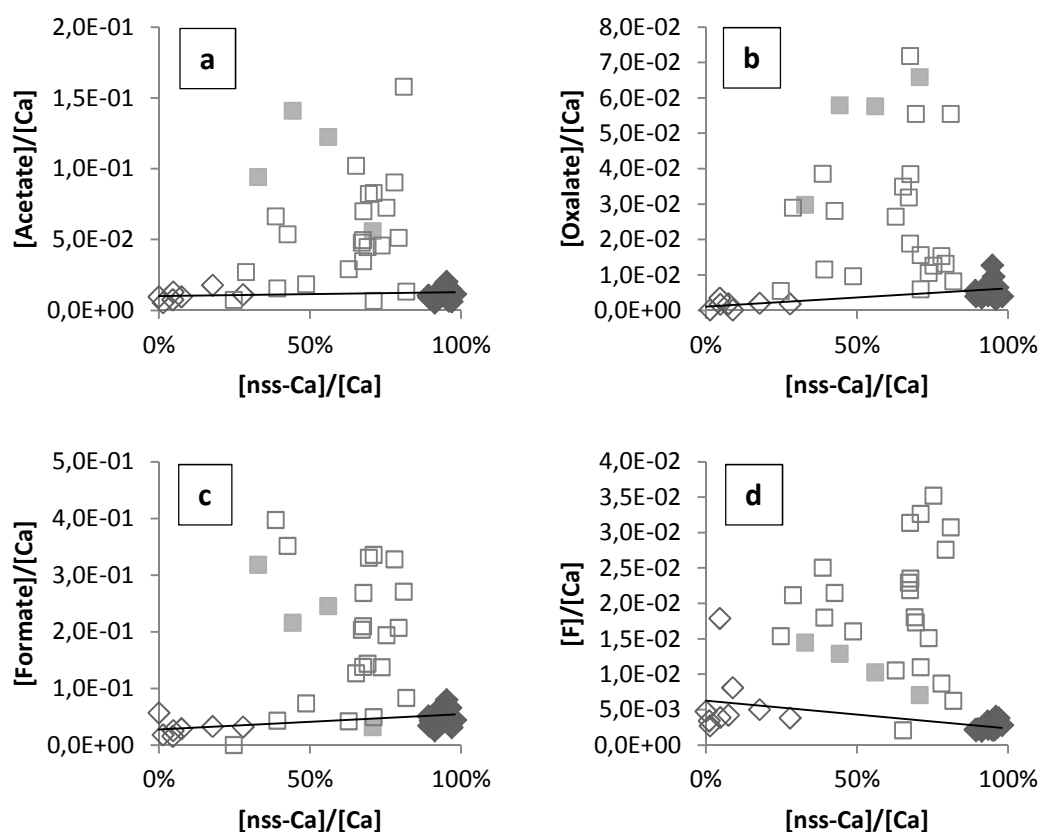 a
[Acetate]/[Ca]
2,0E-01
1,5E-01
1,0E-01
5,0E-02
0,0E+00
0% 50% 100%
[nss-Ca]/[Ca]
b
[Oxalate]/[Ca]
8,0E-02
7,0E-02
6,0E-02
5,0E-02
4,0E-02
3,0E-02
2,0E-02
1,0E-02
0,0E+00
0% 50% 100%
[nss-Ca]/[Ca]
c
[Formate]/[Ca]
5,0E-01
4,0E-01
3,0E-01
2,0E-01
1,0E-01
0,0E+00
0% 50% 100%
[nss-Ca]/[Ca]
d
[F]/[Ca]
4,0E-02
3,5E-02
3,0E-02
2,5E-02
2,0E-02
1,5E-02
1,0E-02
5,0E-03
0,0E+00
0% 50% 100%
[nss-Ca]/[Ca]